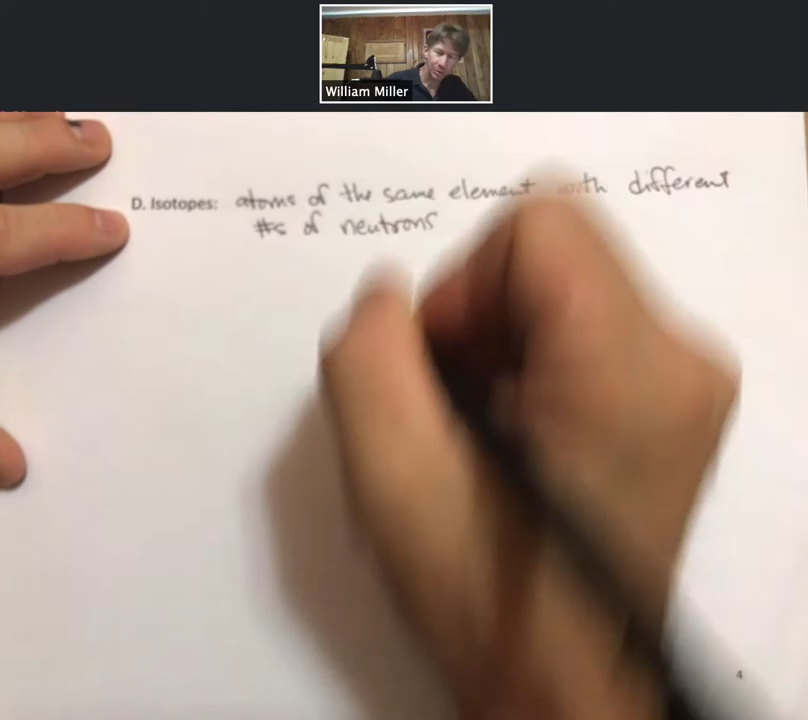 William Miller
D. Isotopes: atoms of the same element with different
#s of neutrons
4